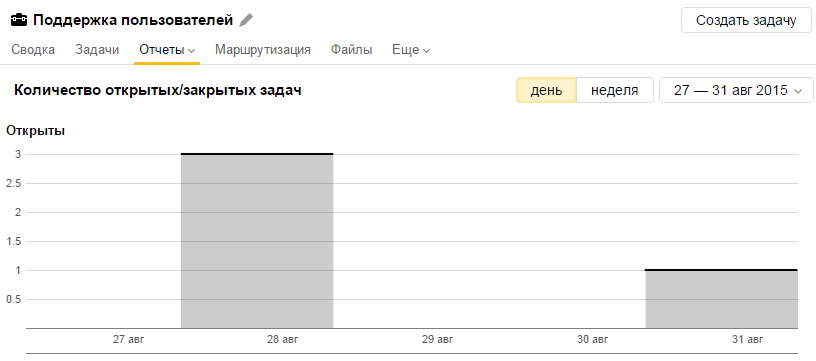 Поддержка пользователей
Создать задачу
Сводка Задачи Отчеты Маршрутизация Файлы Еще
Количество открытых/закрытых задач
день неделя 27 — 31 авг 2015
Открыты
3
2.5
2
1.5
1
0.5
27 авг 28 авг 29 авг 30 авг 31 авг